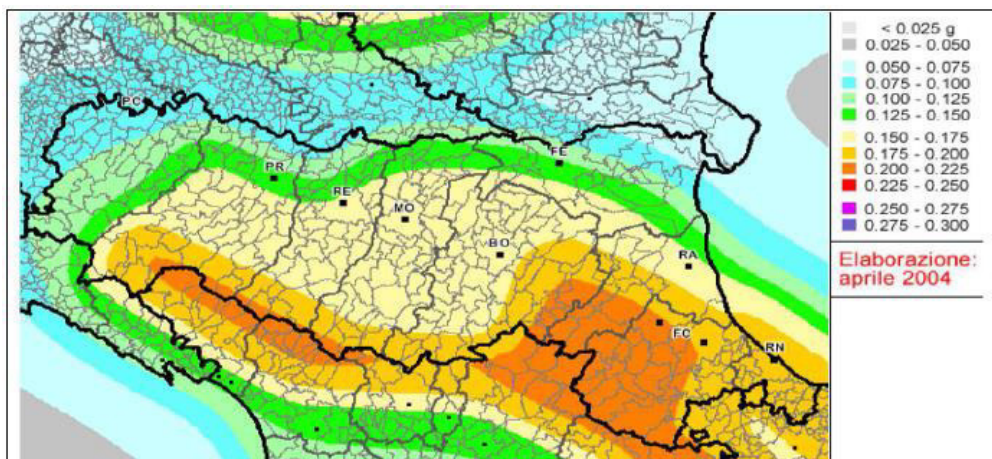 PC
PR
RE
MO
FE
BO
RA
FC
RN
< 0.025 g
0.025 - 0.050
0.050 - 0.075
0.075 - 0.100
0.100 - 0.125
0.125 - 0.150
0.150 - 0.175
0.175 - 0.200
0.200 - 0.225
0.225 - 0.250
0.250 - 0.275
0.275 - 0.300
Elaborazione:
aprile 2004